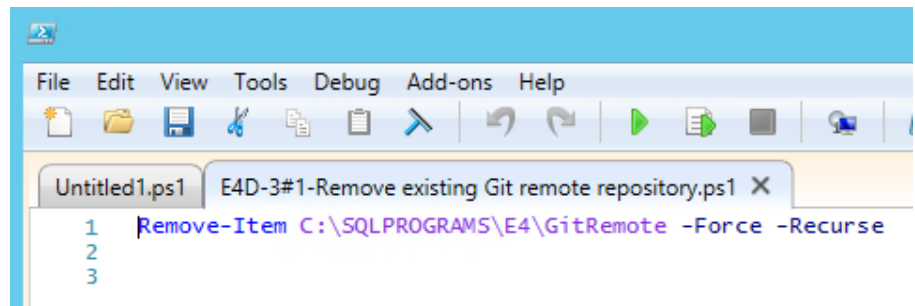 File Edit View Tools Debug Add-ons Help
Untitled1.ps1 E4D-3#1-Remove existing Git remote repository.ps1
1 Remove-Item C:\SQLPROGRAMS\E4\GitRemote -Force -Recurse
2
3